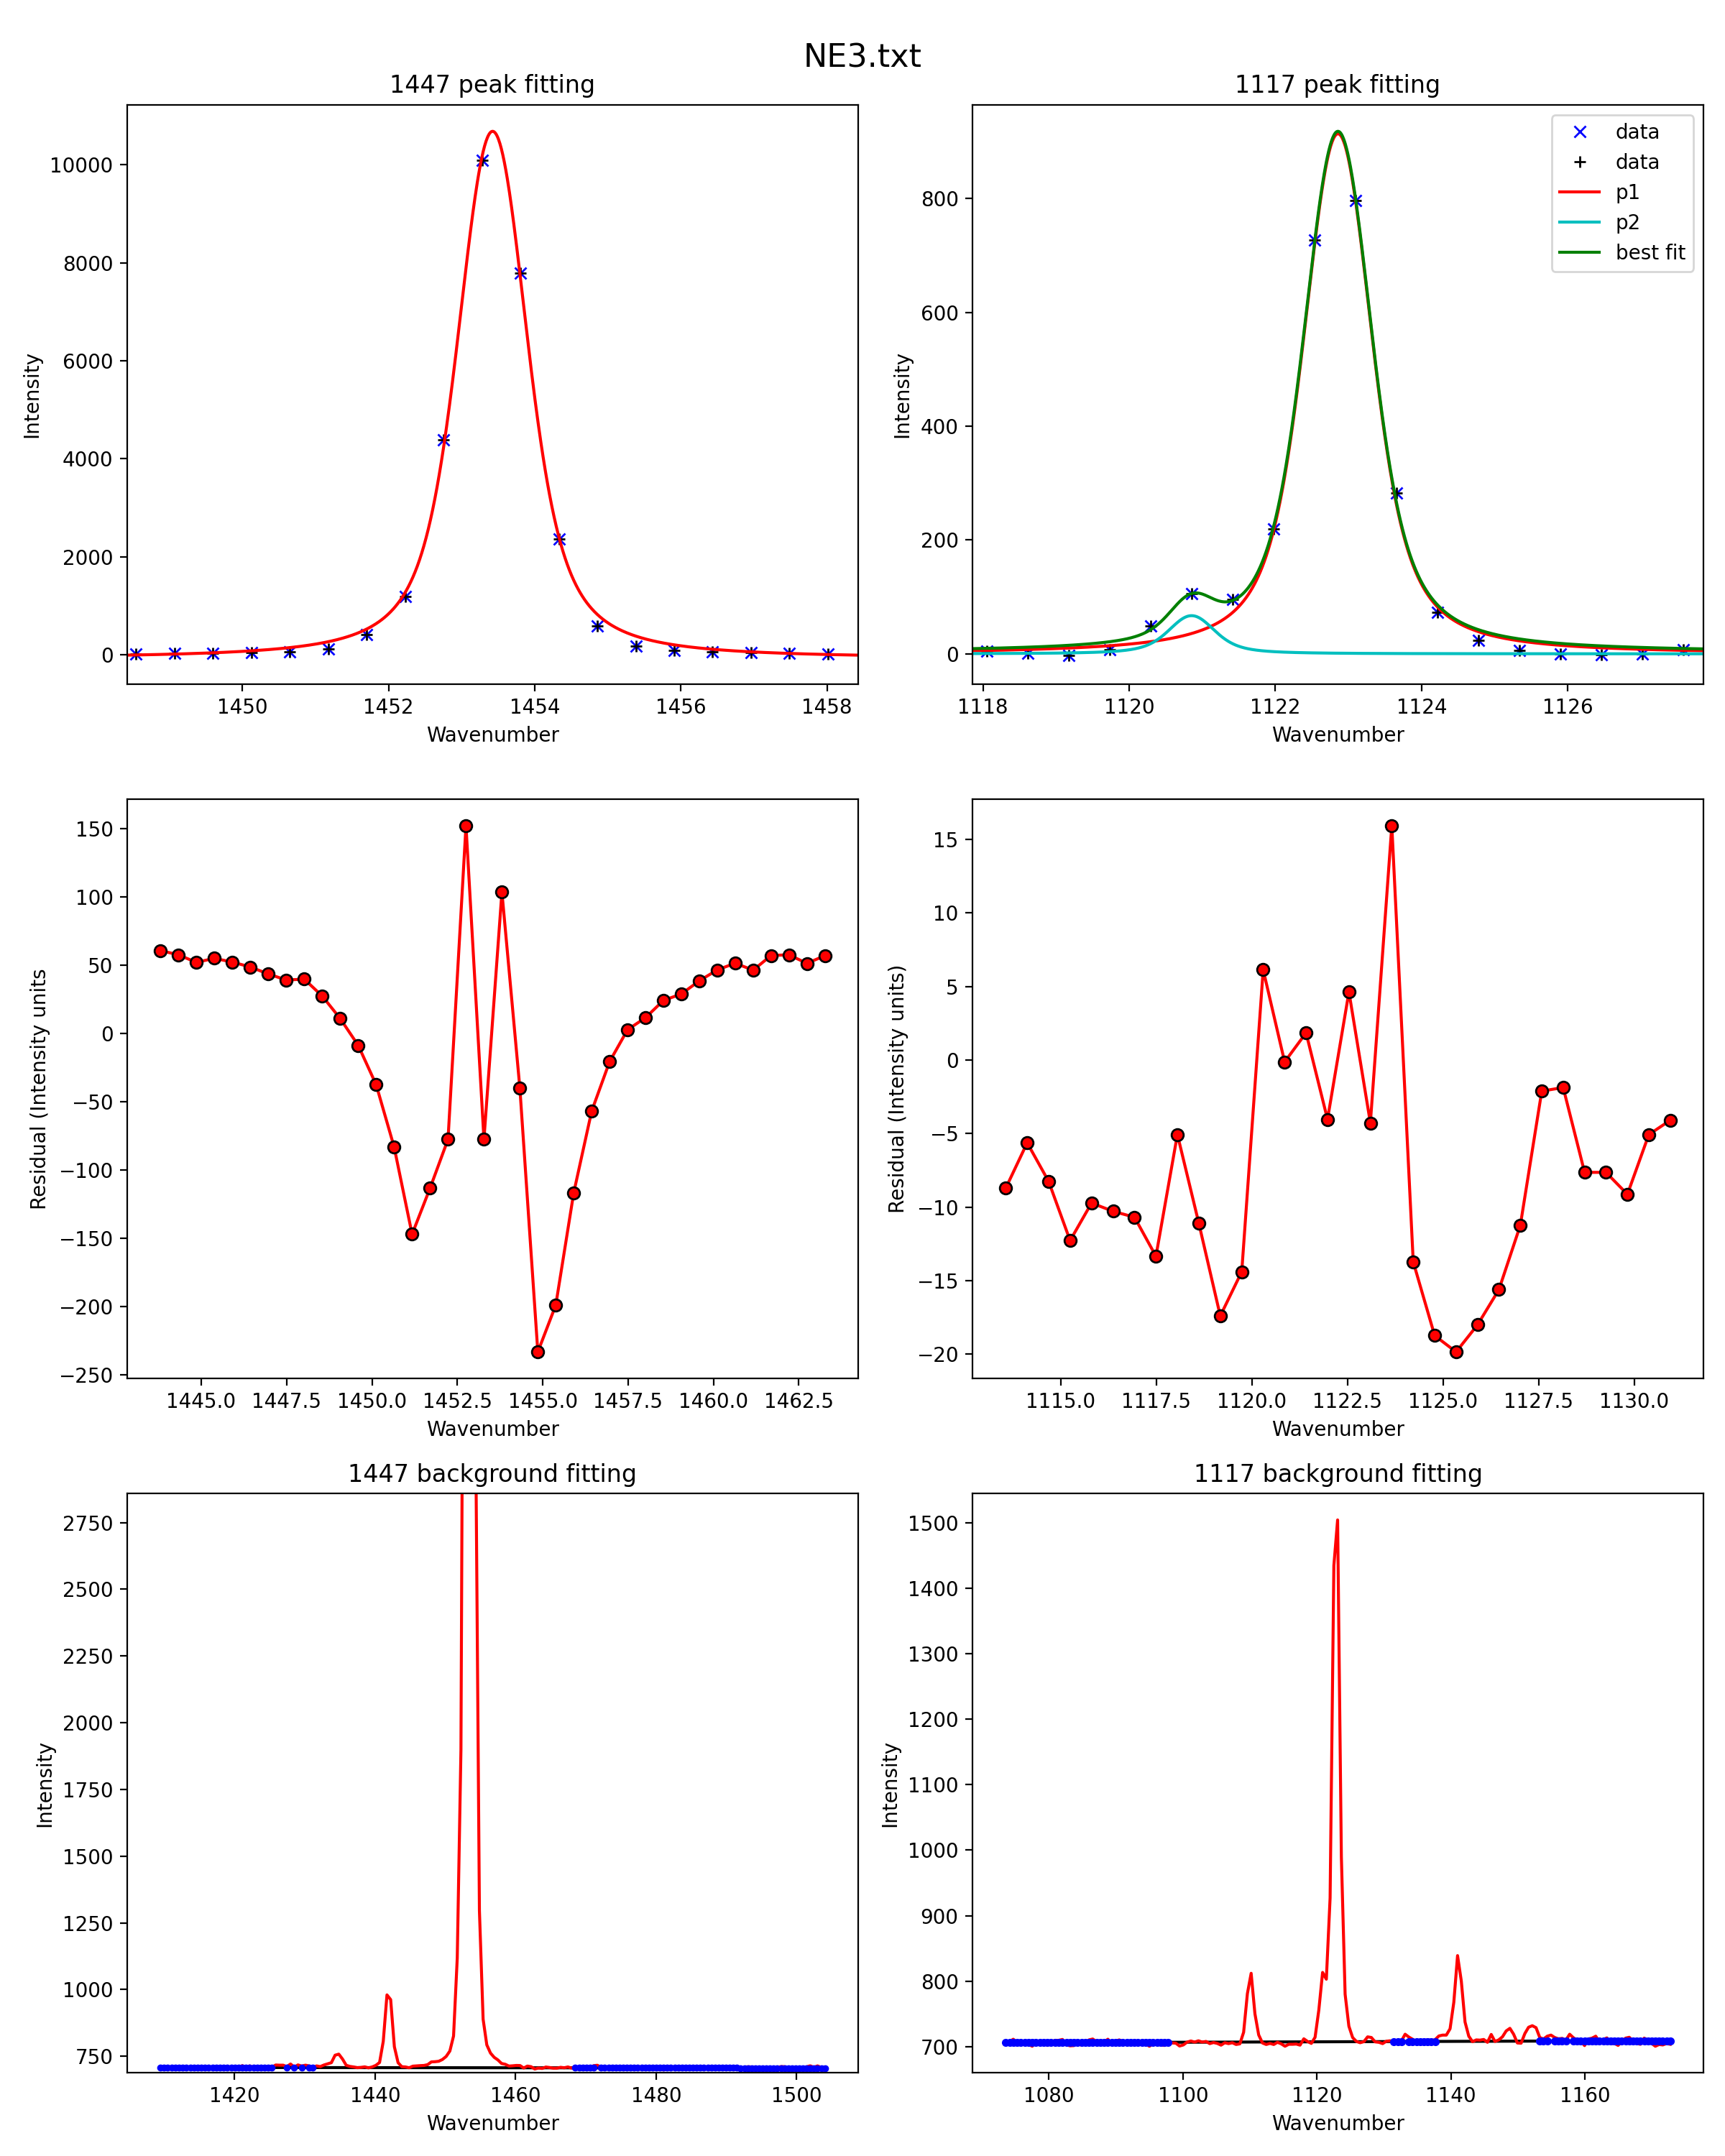 NE3.txt
1447 peak fitting
1117 peak fitting
10000
8000
6000
4000
2000
0
Intensity
1450 1452 1454 1456 1458
Wavenumber
800
600
400
200
0
Intensity
data
data
p1
p2
best fit
1118 1120 1122 1124 1126
Wavenumber
150
100
50
0
−50
−100
−150
−200
−250
Residual (Intensity units
1445.0 1447.5 1450.0 1452.5 1455.0 1457.5 1460.0 1462.5
Wavenumber
15
10
5
0
−5
−10
−15
−20
Residual (Intensity units)
1115.0 1117.5 1120.0 1122.5 1125.0 1127.5 1130.0
Wavenumber
1447 background fitting
2750
2500
2250
2000
1750
1500
1250
1000
750
Intensity
1420 1440 1460 1480 1500
Wavenumber
1117 background fitting
1500
1400
1300
1200
1100
1000
900
800
700
Intensity
1080 1100 1120 1140 1160
Wavenumber